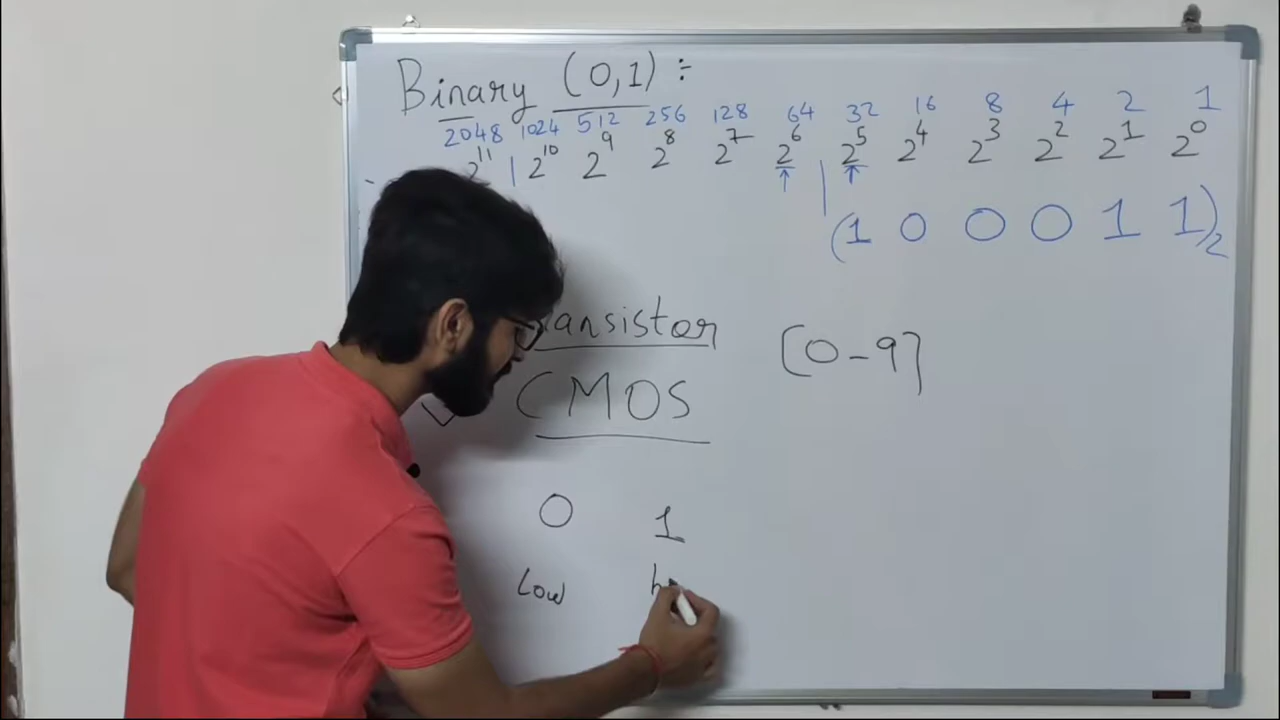 Binary (0,1) :
2048 1024 512 256 128 64 32 16 8 4 2 1
2^11 2^10 2^9 2^8 2^7 2^6 2^5 2^4 2^3 2^2 2^1 2^0
(1 0 0 0 1 1)_2
ansistor [0-9]
CMOS
0 1
Low